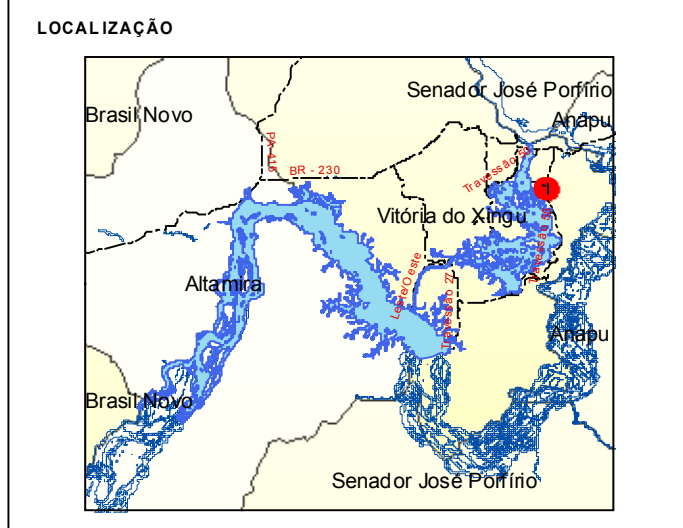 LOCALIZAÇÃO
Senador José Porfírio
Brasil Novo
Anapu
PA-415
BR - 230
Travessão
Vitória do Xingu
Travessão
Leste/Oeste
Altamira
Travessão 27
Anapu
Brasil Novo
Senador José Porfírio